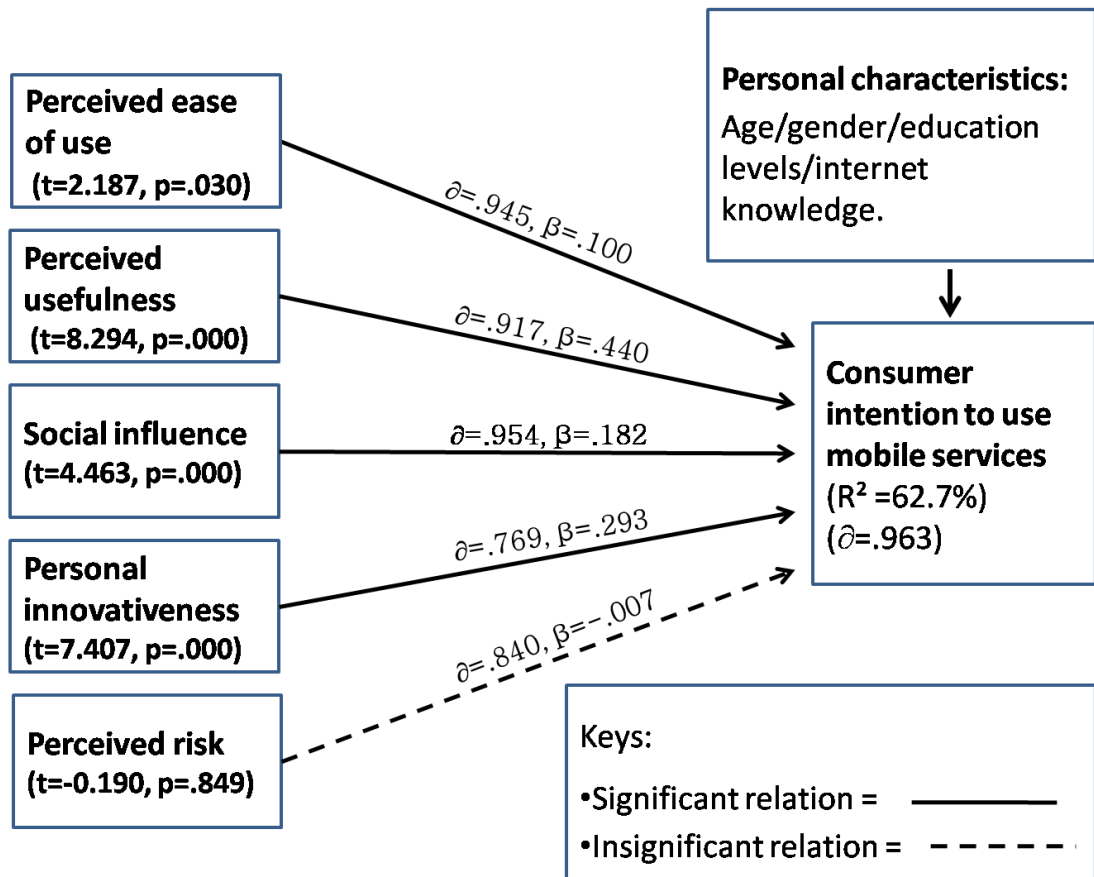 Perceived ease
of use
(t=2.187, p=.030)
Perceived
usefulness
(t=8.294, p=.000)
Social influence
(t=4.463, p=.000)
Personal
innovativeness
(t=7.407, p=.000)
Perceived risk
(t=-0.190, p=.849)
∂=.945, β=.100
∂=.917, β=.440
∂=.954, β=.182
∂=.769, β=.293
∂=.840, β=-.007
Personal characteristics:
Age/gender/education
levels/internet
knowledge.
Consumer
intention to use
mobile services
(R² =62.7%)
(∂=.963)
Keys:
•Significant relation =
•Insignificant relation =